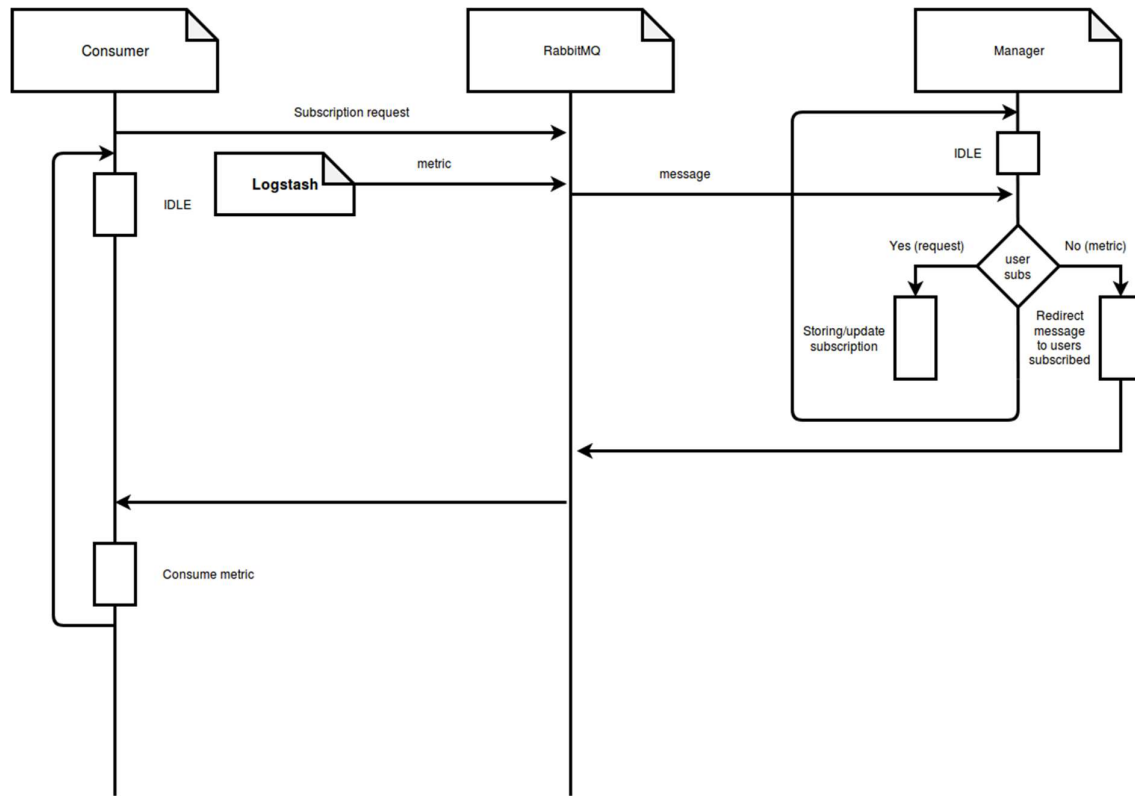 Consumer
RabbitMQ
Manager
Subscription request
IDLE
metric
Logstash
message
IDLE
Yes (request)
user
subs
No (metric)
Storing/update
subscription
Redirect
message
to users
subscribed
Consume metric